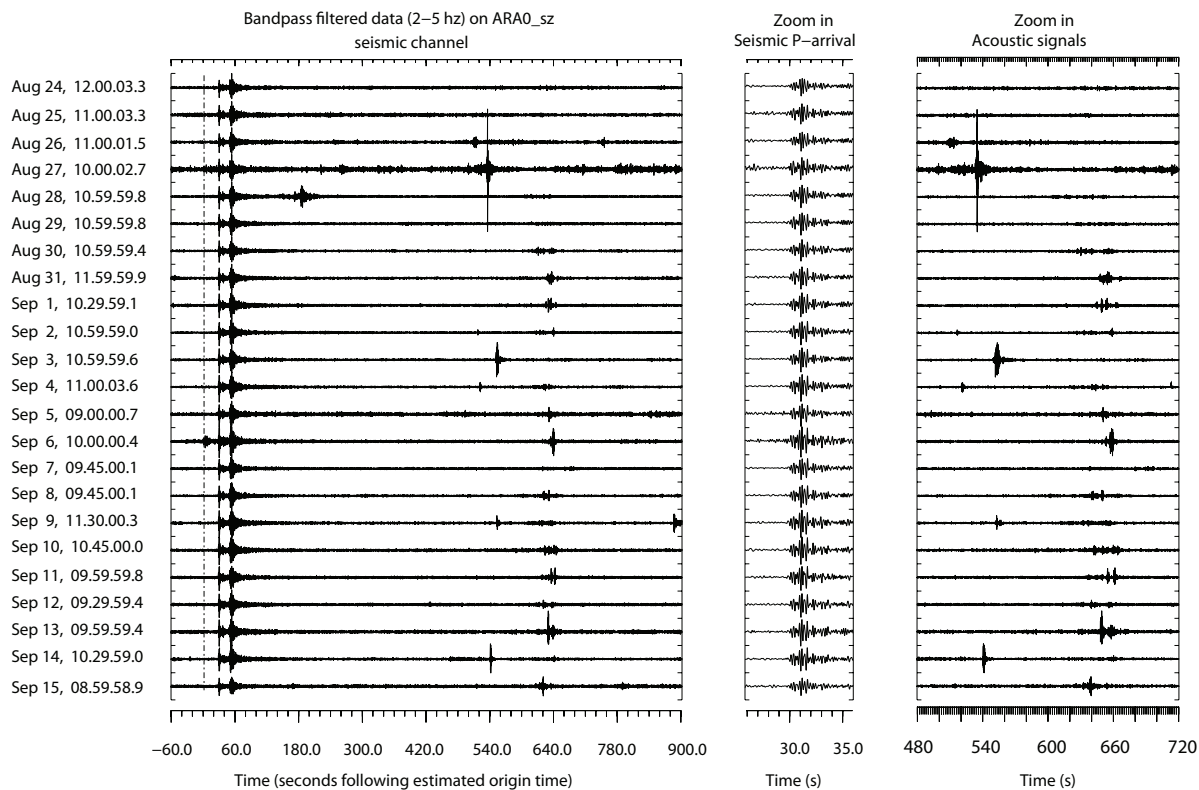 Bandpass filtered data (2–5 hz) on ARA0_sz
seismic channel
Zoom in
Seismic P–arrival
Zoom in
Acoustic signals
Aug 24, 12.00.03.3
Aug 25, 11.00.03.3
Aug 26, 11.00.01.5
Aug 27, 10.00.02.7
Aug 28, 10.59.59.8
Aug 29, 10.59.59.8
Aug 30, 10.59.59.4
Aug 31, 11.59.59.9
Sep 1, 10.29.59.1
Sep 2, 10.59.59.0
Sep 3, 10.59.59.6
Sep 4, 11.00.03.6
Sep 5, 09.00.00.7
Sep 6, 10.00.00.4
Sep 7, 09.45.00.1
Sep 8, 09.45.00.1
Sep 9, 11.30.00.3
Sep 10, 10.45.00.0
Sep 11, 09.59.59.8
Sep 12, 09.29.59.4
Sep 13, 09.59.59.4
Sep 14, 10.29.59.0
Sep 15, 08.59.58.9
−60.0 60.0 180.0 300.0 420.0 540.0 640.0 780.0 900.0
30.0 35.0
480 540 600 660 720
Time (seconds following estimated origin time)
Time (s)
Time (s)